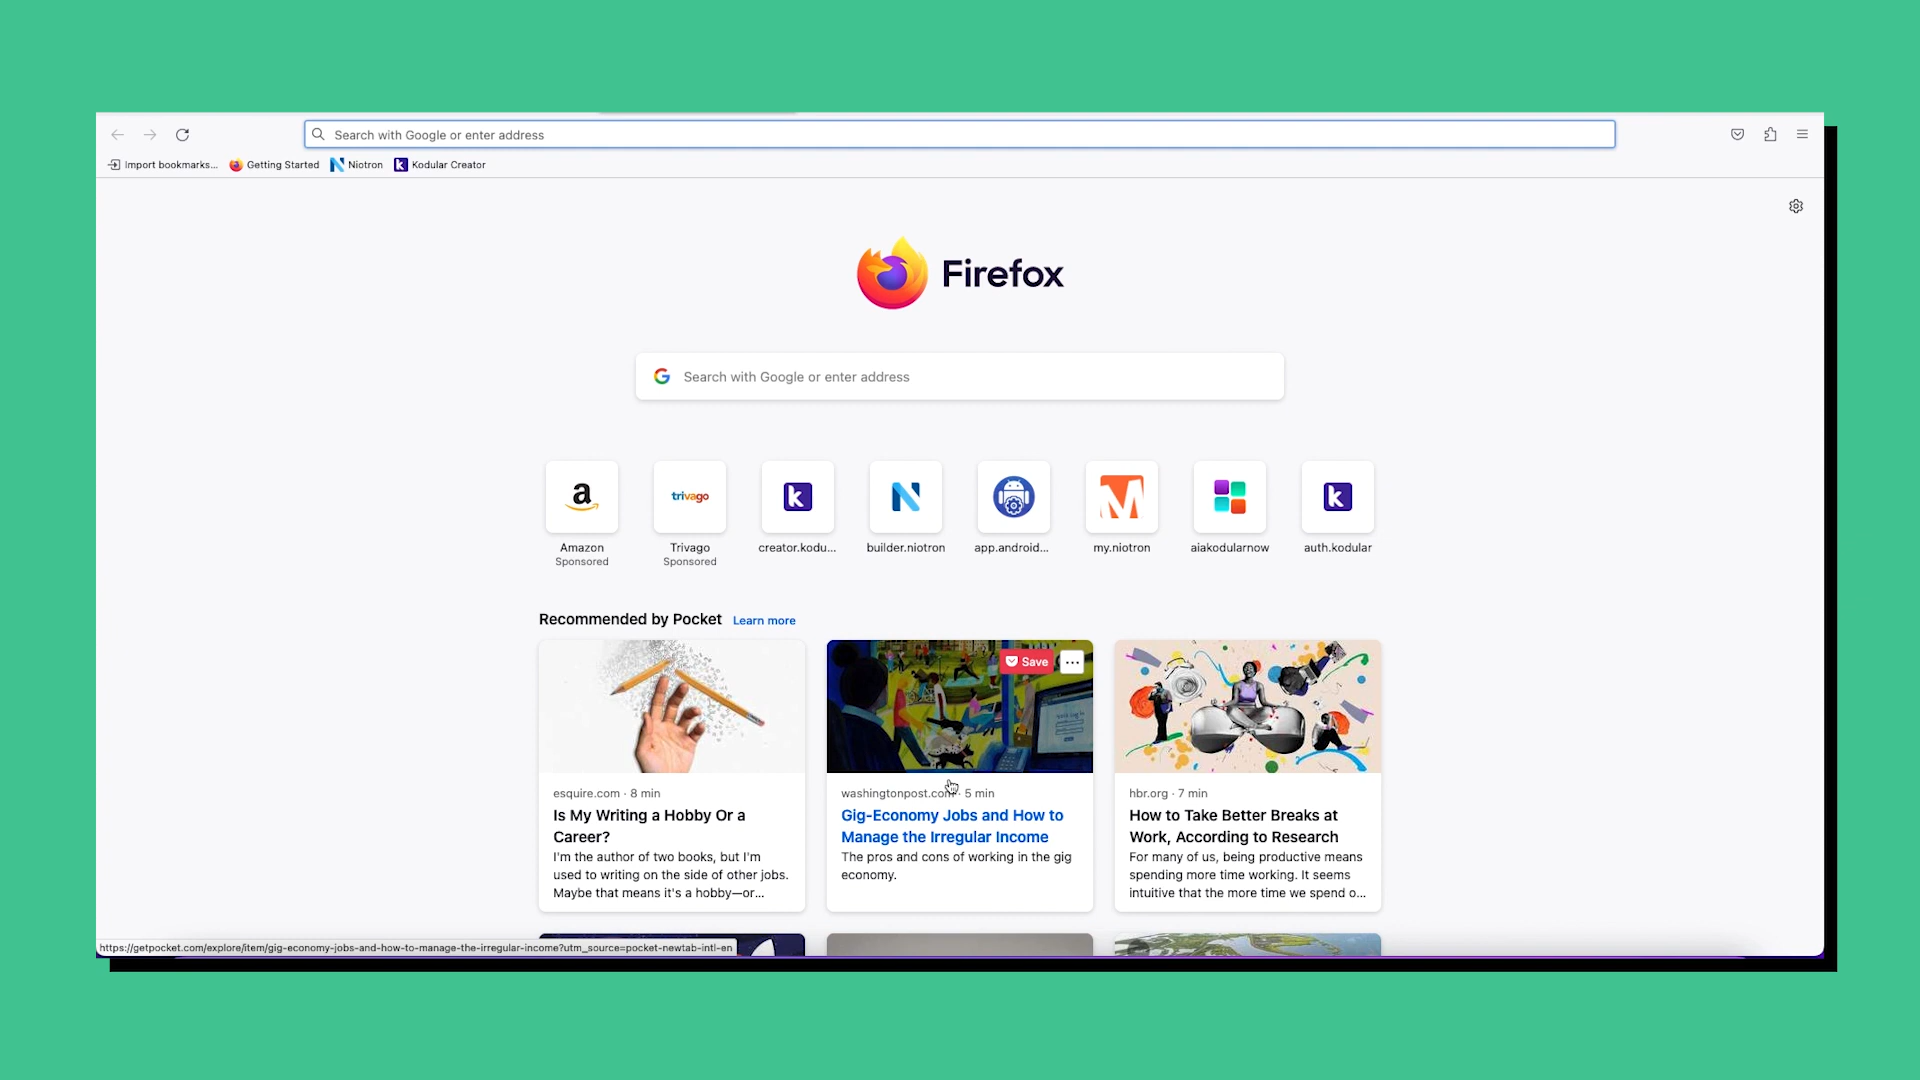 Search with Google or enter address
Import bookmarks... Getting Started Niotron Kodular Creator
Firefox
Search with Google or enter address
Amazon Trivago creator.kodu... builder.niotron app.android... my.niotron aiakodularnow auth.kodular
Sponsored Sponsored
Recommended by Pocket Learn more
Save
esquire.com · 8 min
Is My Writing a Hobby Or a
Career?
I'm the author of two books, but I'm
used to writing on the side of other jobs.
Maybe that means it's a hobby—or...
washingtonpost.com · 5 min
Gig-Economy Jobs and How to
Manage the Irregular Income
The pros and cons of working in the gig
economy.
hbr.org · 7 min
How to Take Better Breaks at
Work, According to Research
For many of us, being productive means
spending more time working. It seems
intuitive that the more time we spend o...
https://getpocket.com/explore/item/gig-economy-jobs-and-how-to-manage-the-irregular-income?utm_source=pocket-newtab-intl-en